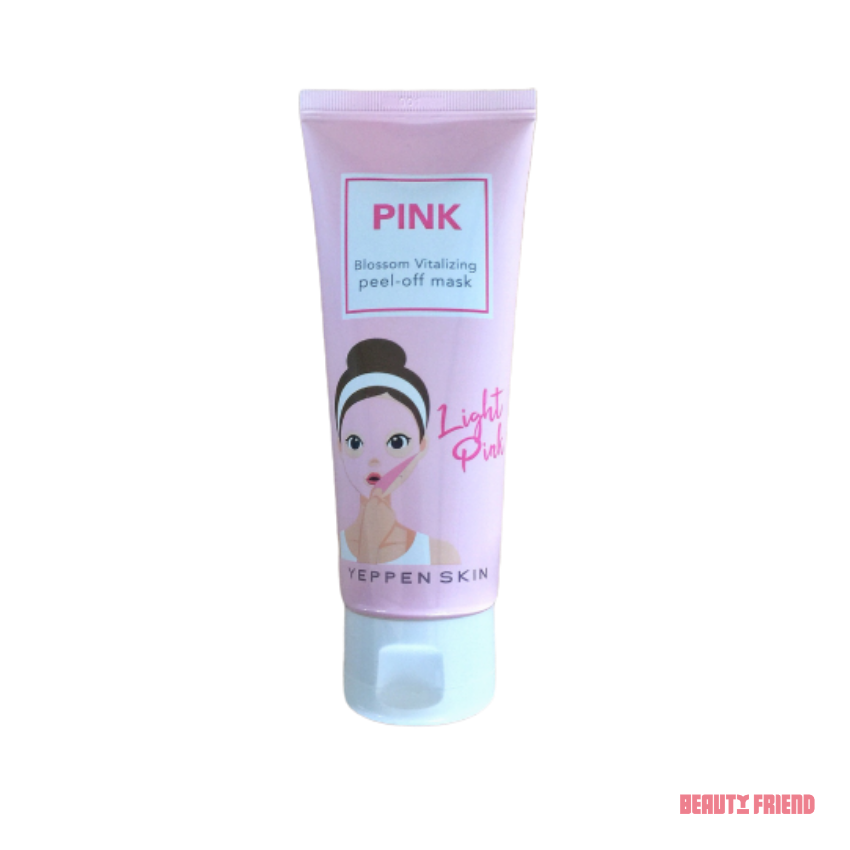 PINK
Blossom Vitalizing
peel-off mask
Light
Pink
YEPPEN SKIN
BEAUTY FRIEND